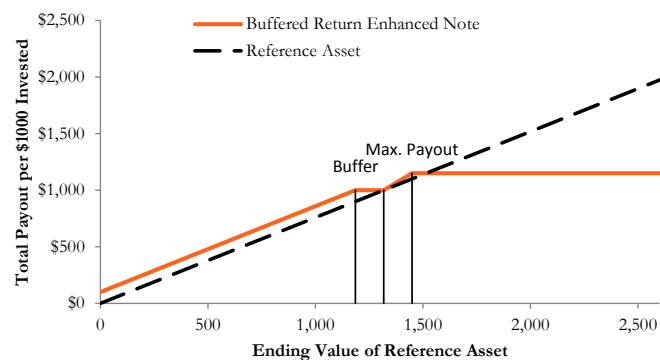 Buffered Return Enhanced Note
Reference Asset
Total Payout per $1000 Invested
$2,500
$2,000
$1,500
$1,000
$500
$0
Max. Payout
Buffer
0
500
1,000
1,500
2,000
2,500
Ending Value of Reference Asset